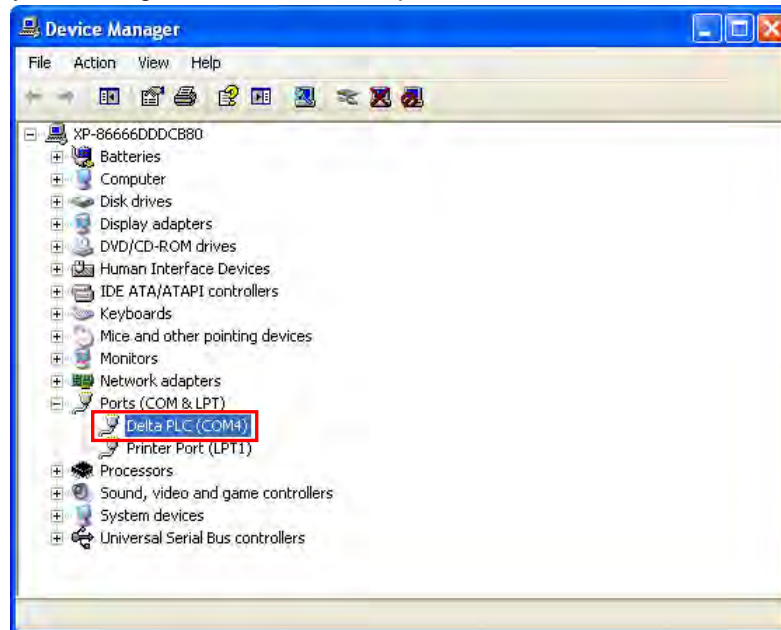 Device Manager
File Action View Help
XP-86666DDDCB80
Batteries
Computer
Disk drives
Display adapters
DVD/CD-ROM drives
Human Interface Devices
IDE ATA/ATAPI controllers
Keyboards
Mice and other pointing devices
Monitors
Network adapters
Ports (COM & LPT)
Delta PLC (COM4)
Printer Port (LPT1)
Processors
Sound, video and game controllers
System devices
Universal Serial Bus controllers